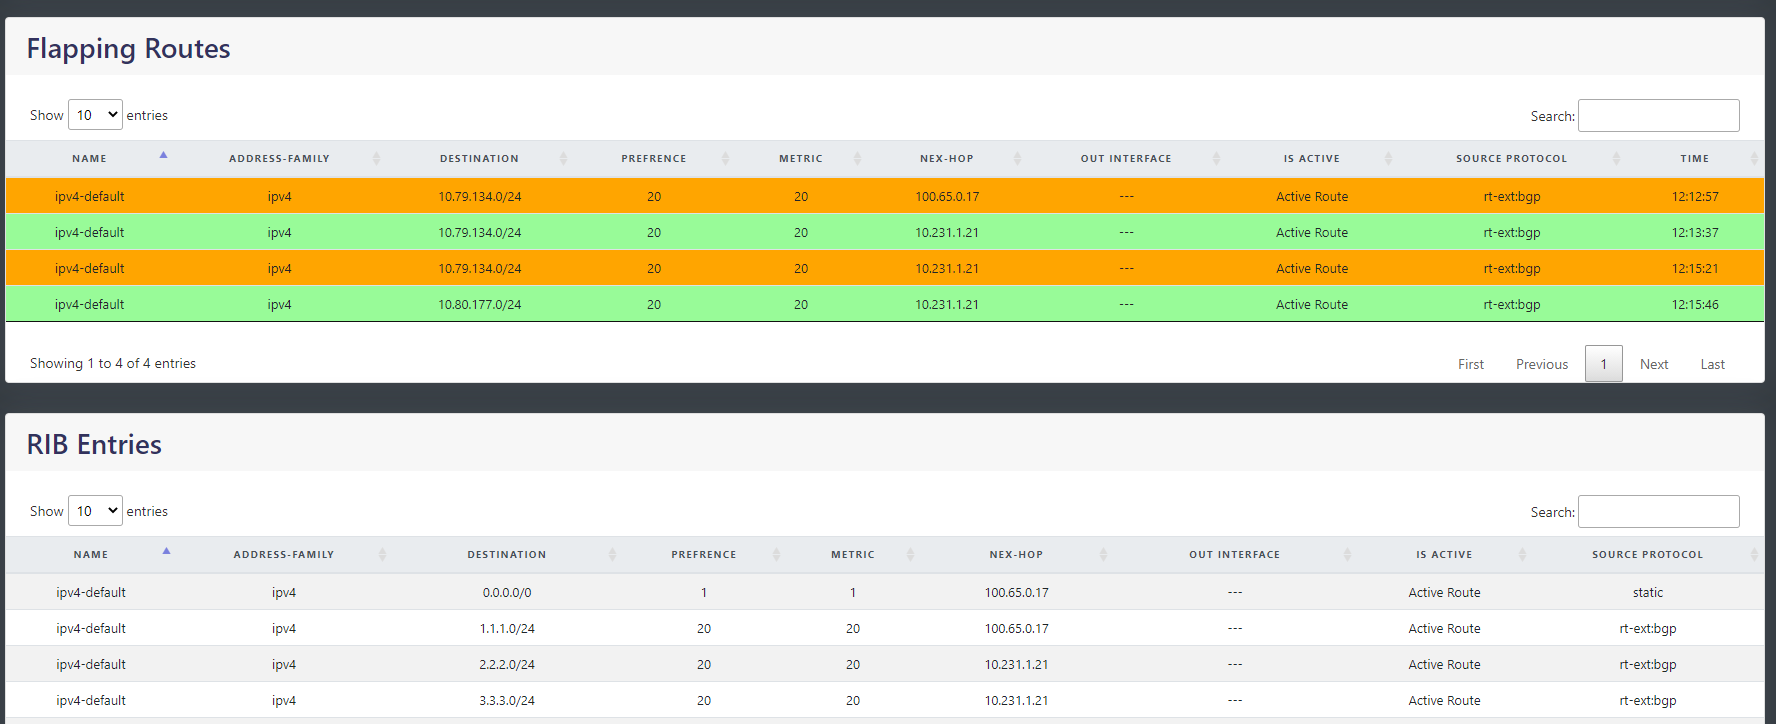 Flapping Routes
Show 10 entries Search:
NAME ADDRESS-FAMILY DESTINATION PREFRENCE METRIC NEX-HOP OUT INTERFACE IS ACTIVE SOURCE PROTOCOL TIME
ipv4-default ipv4 10.79.134.0/24 20 20 100.65.0.17 --- Active Route rt-ext:bgp 12:12:57
ipv4-default ipv4 10.79.134.0/24 20 20 10.231.1.21 --- Active Route rt-ext:bgp 12:13:37
ipv4-default ipv4 10.79.134.0/24 20 20 10.231.1.21 --- Active Route rt-ext:bgp 12:15:21
ipv4-default ipv4 10.80.177.0/24 20 20 10.231.1.21 --- Active Route rt-ext:bgp 12:15:46
Showing 1 to 4 of 4 entries First Previous 1 Next Last
RIB Entries
Show 10 entries Search:
NAME ADDRESS-FAMILY DESTINATION PREFRENCE METRIC NEX-HOP OUT INTERFACE IS ACTIVE SOURCE PROTOCOL
ipv4-default ipv4 0.0.0.0/0 1 1 100.65.0.17 --- Active Route static
ipv4-default ipv4 1.1.1.0/24 20 20 100.65.0.17 --- Active Route rt-ext:bgp
ipv4-default ipv4 2.2.2.0/24 20 20 10.231.1.21 --- Active Route rt-ext:bgp
ipv4-default ipv4 3.3.3.0/24 20 20 10.231.1.21 --- Active Route rt-ext:bgp